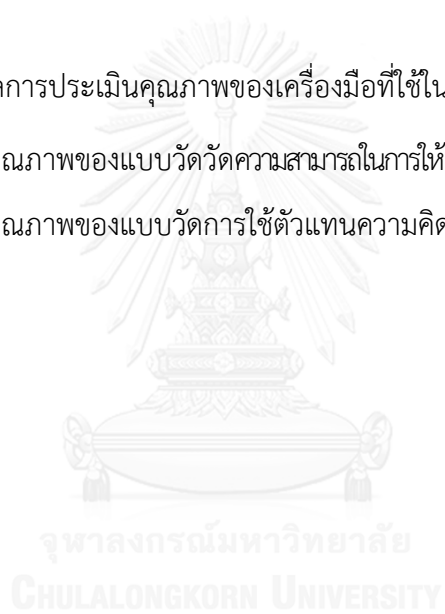 การประเมินคุณภาพของเครื่องมือที่ใช้ใน
คุณภาพของแบบวัดวัดความสามารถในการให้
คุณภาพของแบบวัดการใช้ตัวแทนความคิด
จุฬาลงกรณ์มหาวิทยาลัย
CHULALONGKORN UNIVERSITY